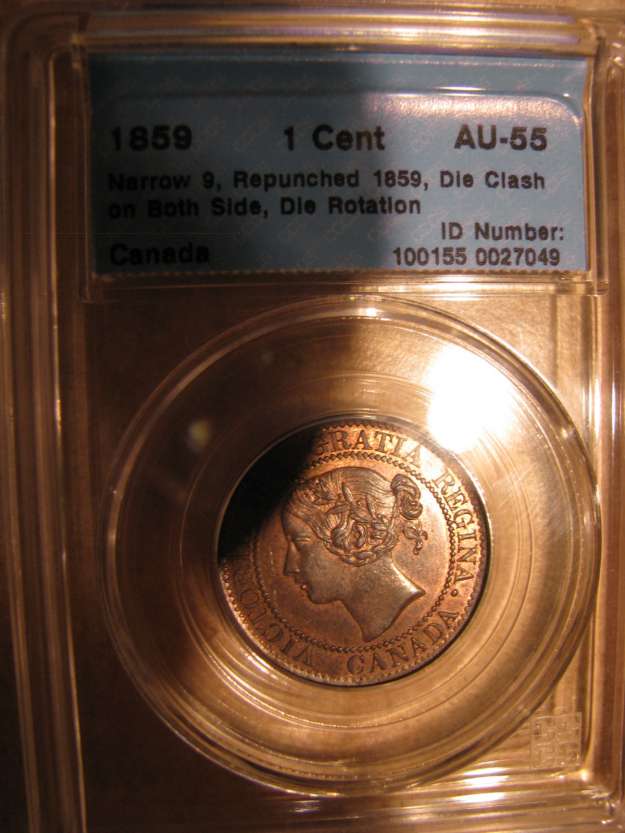 1859 1 Cent AU-55
Narrow 9, Repunched 1859, Die Clash
on Both Side, Die Rotation
ID Number:
Canada 100155 0027049
GRATIA REGINA.
VICTORIA CANADA